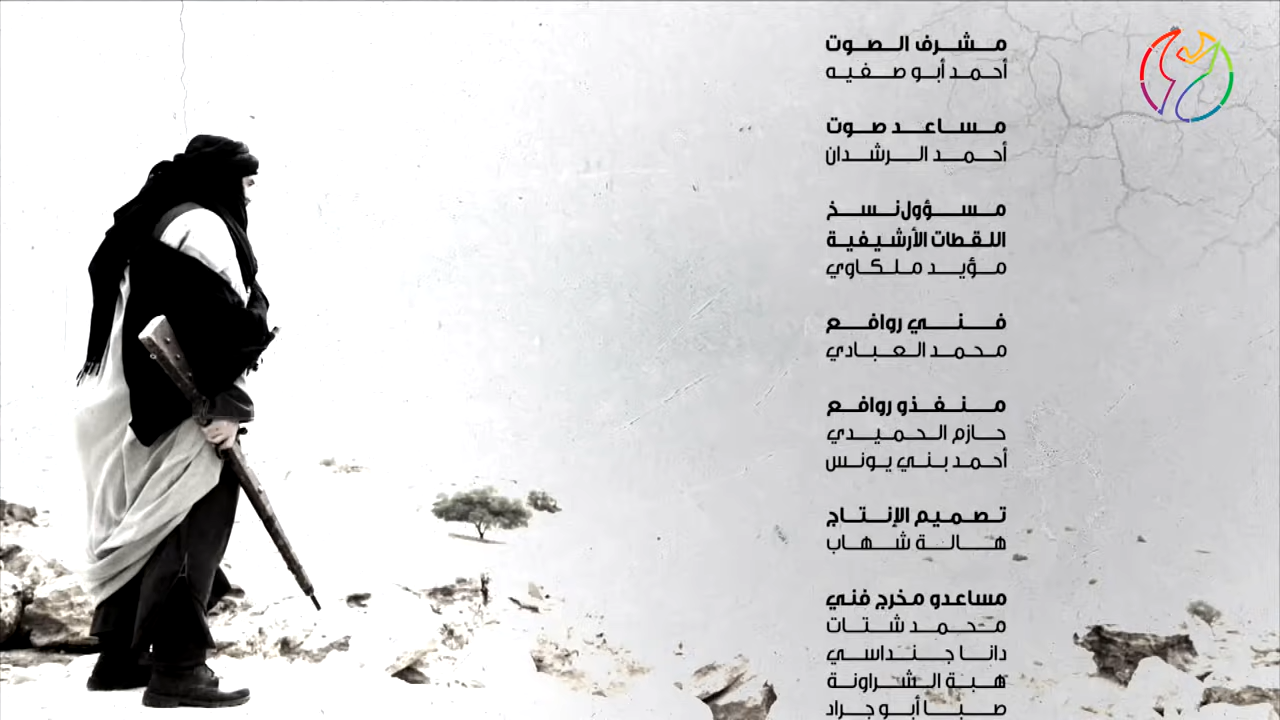 مشرف الصوت
أحمد أبو صفيه
مساعد صوت
أحمد الرشدان
مسؤول نسخ
اللقطات الأرشيفية
مؤيد ملكاوي
فني روافع
محمد العبادي
منفذو روافع
حازم الحميدي
أحمد بني يونس
تصميم الإنتاج
هالة شهاب
مساعدو مخرج فني
محمد شتات
دانا جنداسي
هبة الشراونة
صبا أبو جراد